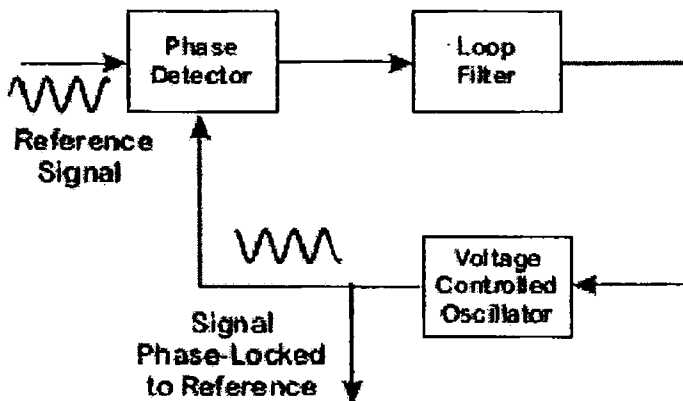 Phase
Detector
Loop
Filter
Reference
Signal
Voltage
Controlled
Oscillator
Signal
Phase-Locked
to Reference